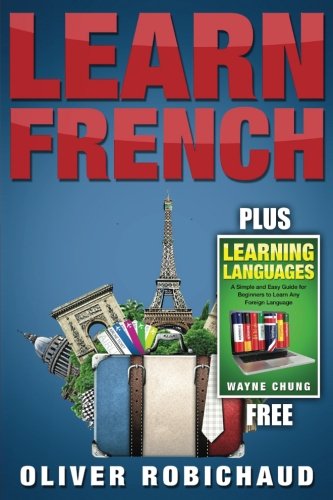 LEARN
FRENCH
PLUS
LEARNING
LANGUAGES
A Simple and Easy Guide for
Beginners to Learn Any
Foreign Language
WAYNE CHUNG
FREE
OLIVER ROBICHAUD